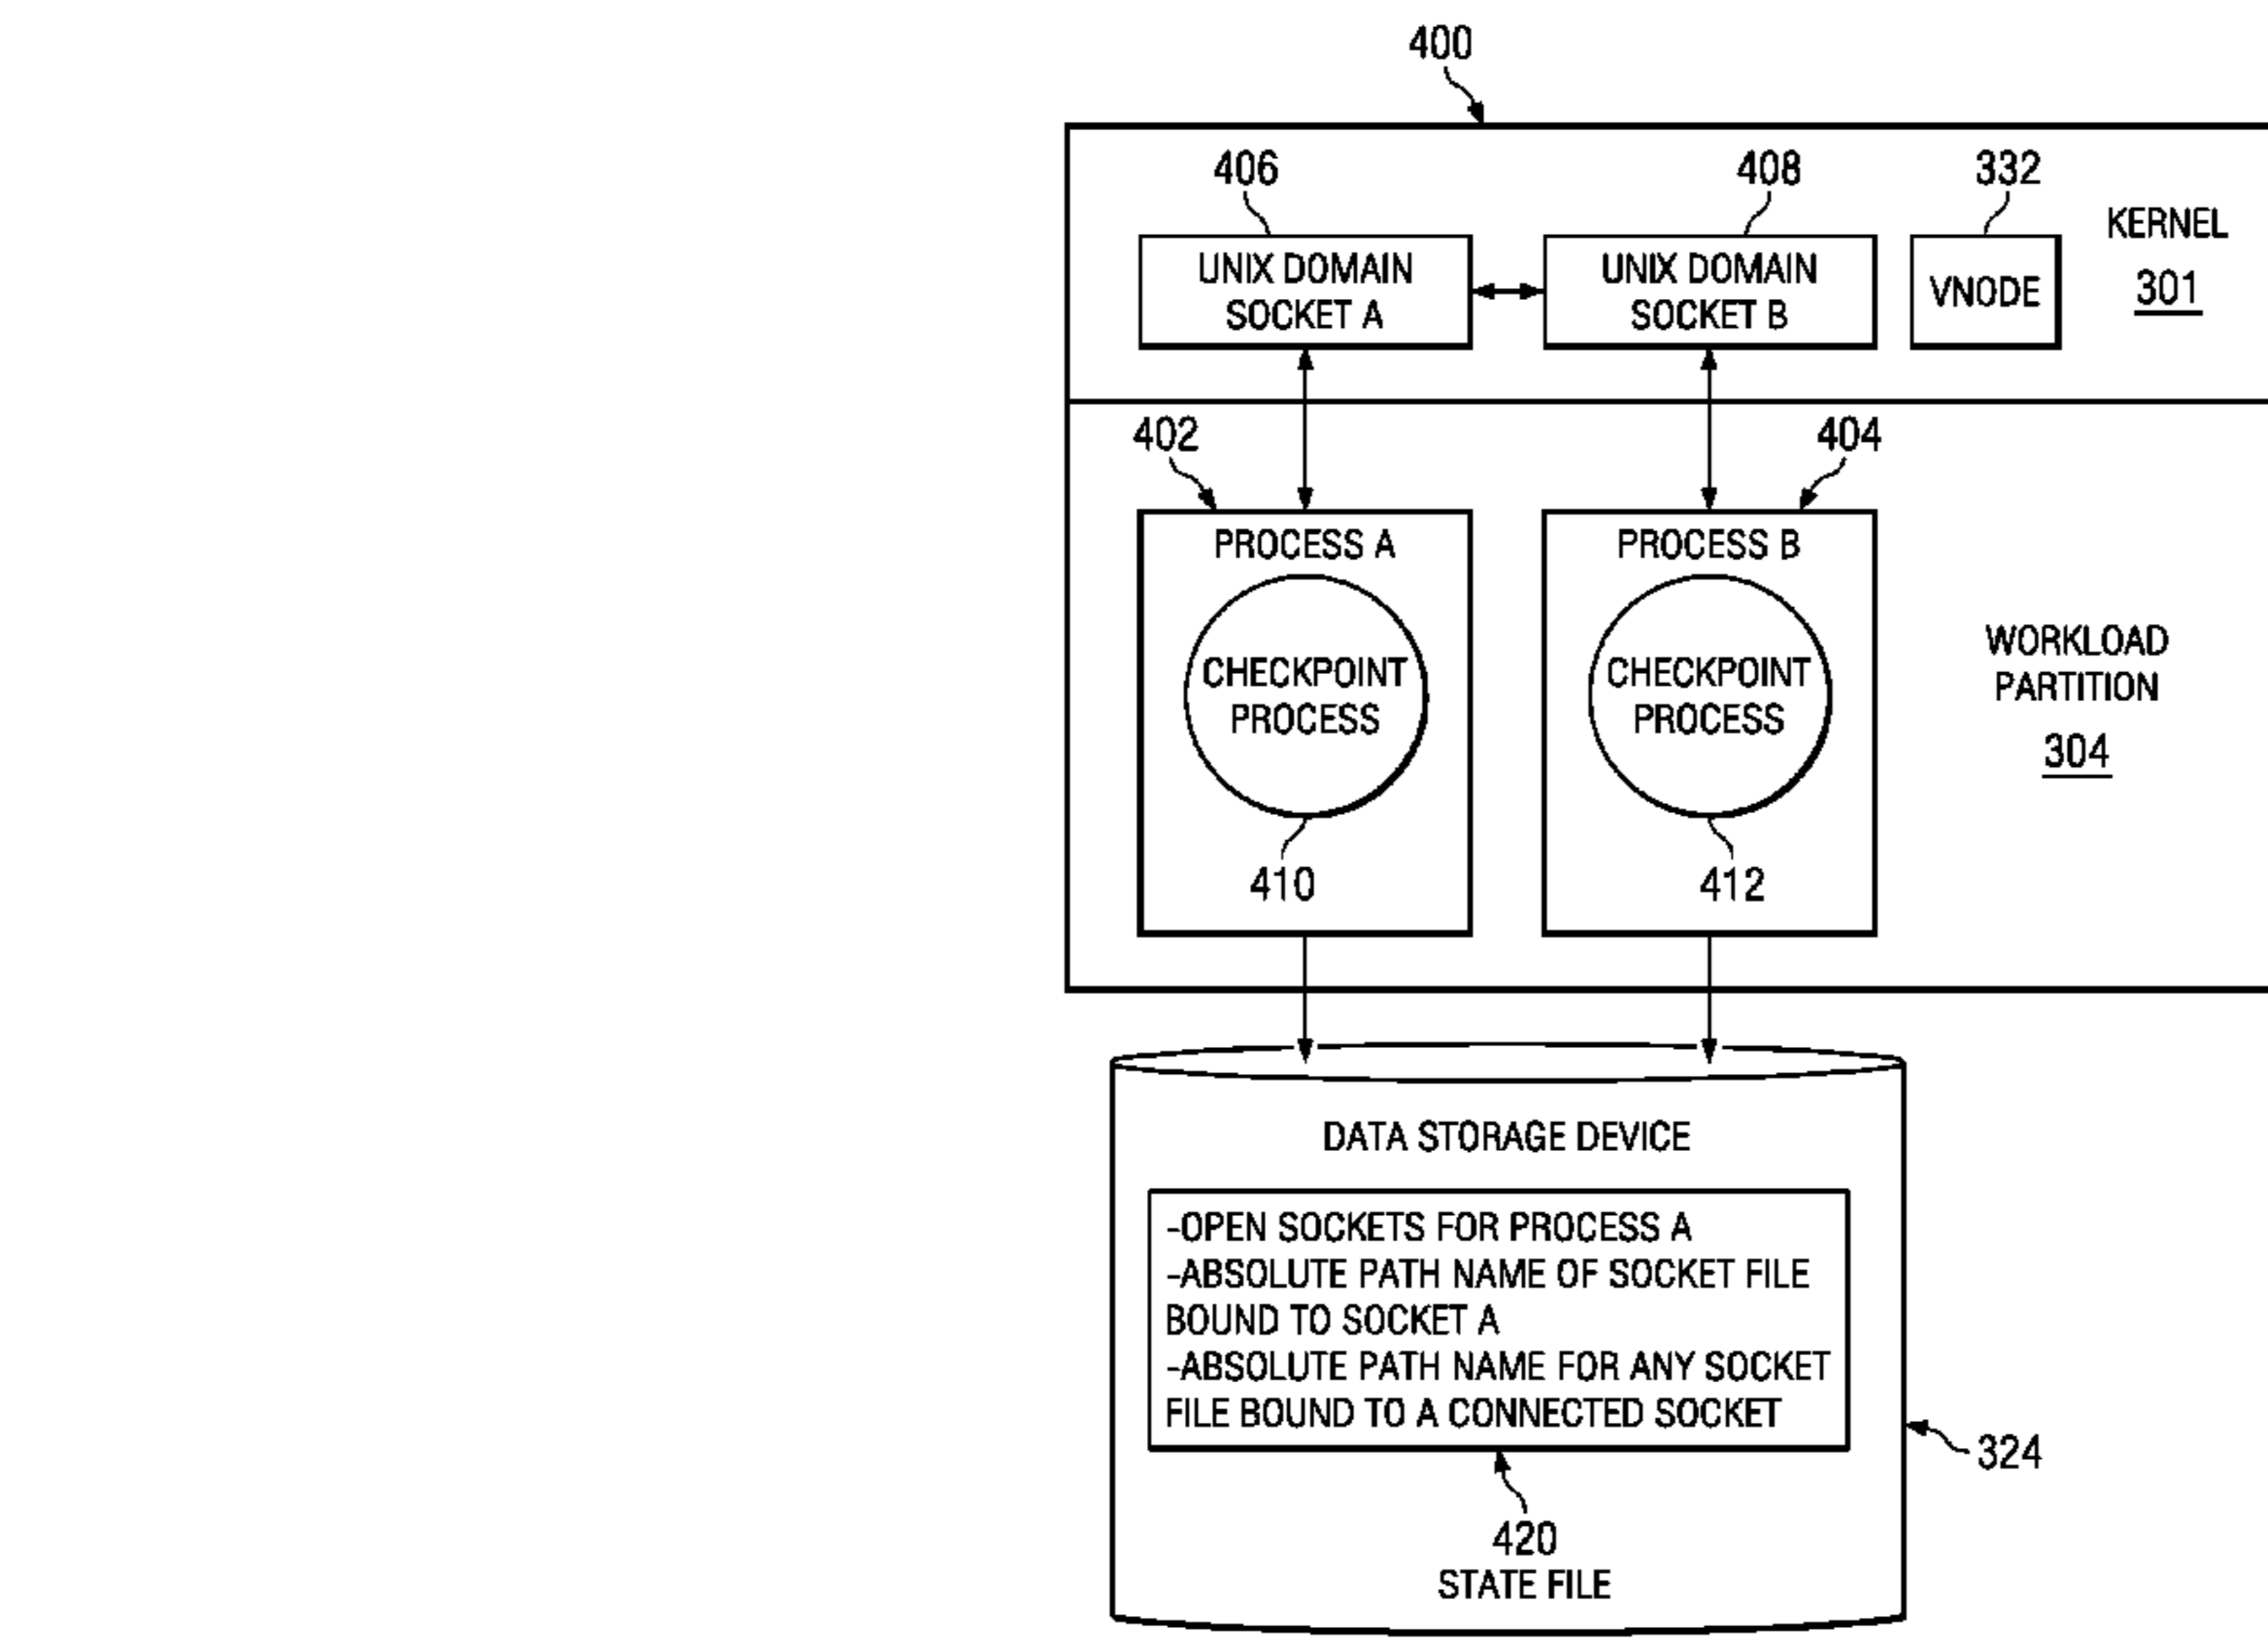 400
406
408
332
KERNEL
301
UNIX DOMAIN
SOCKET A
UNIX DOMAIN
SOCKET B
VNODE
402
404
PROCESS A
PROCESS B
CHECKPOINT
PROCESS
CHECKPOINT
PROCESS
WORKLOAD
PARTITION
304
410
412
DATA STORAGE DEVICE
-OPEN SOCKETS FOR PROCESS A
-ABSOLUTE PATH NAME OF SOCKET FILE
BOUND TO SOCKET A
-ABSOLUTE PATH NAME FOR ANY SOCKET
FILE BOUND TO A CONNECTED SOCKET
324
420
STATE FILE